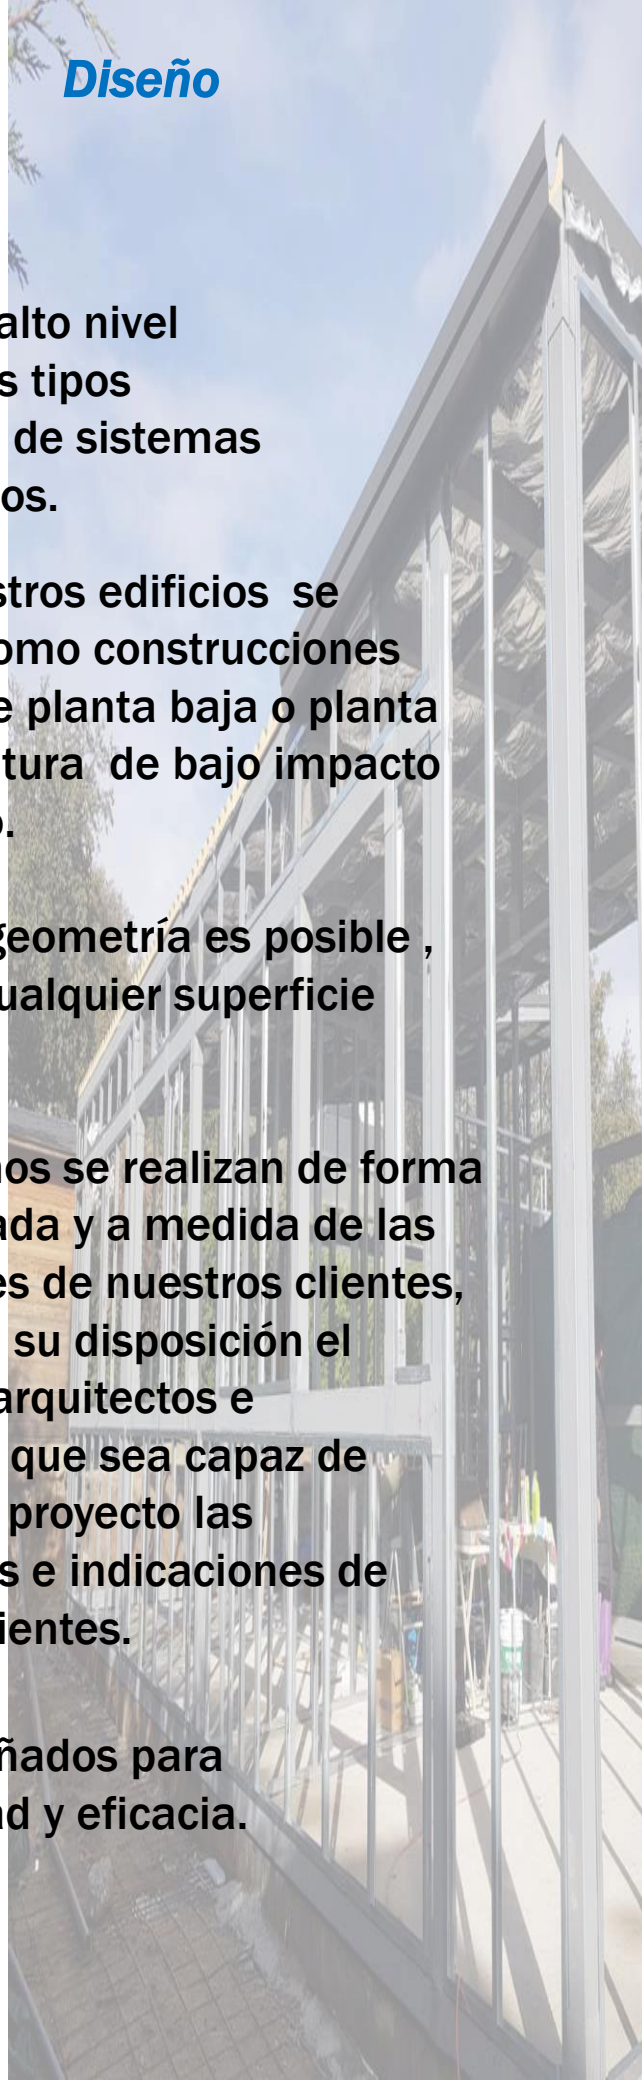 Diseño
alto nivel
s tipos
de sistemas
os.
stros edificios se
omo construcciones
e planta baja o planta
tura de bajo impacto
o.
geometría es posible ,
ualquier superficie
nos se realizan de forma
ada y a medida de las
es de nuestros clientes,
su disposición el
arquitectos e
que sea capaz de
proyecto las
s e indicaciones de
ientes.
ñados para
ad y eficacia.